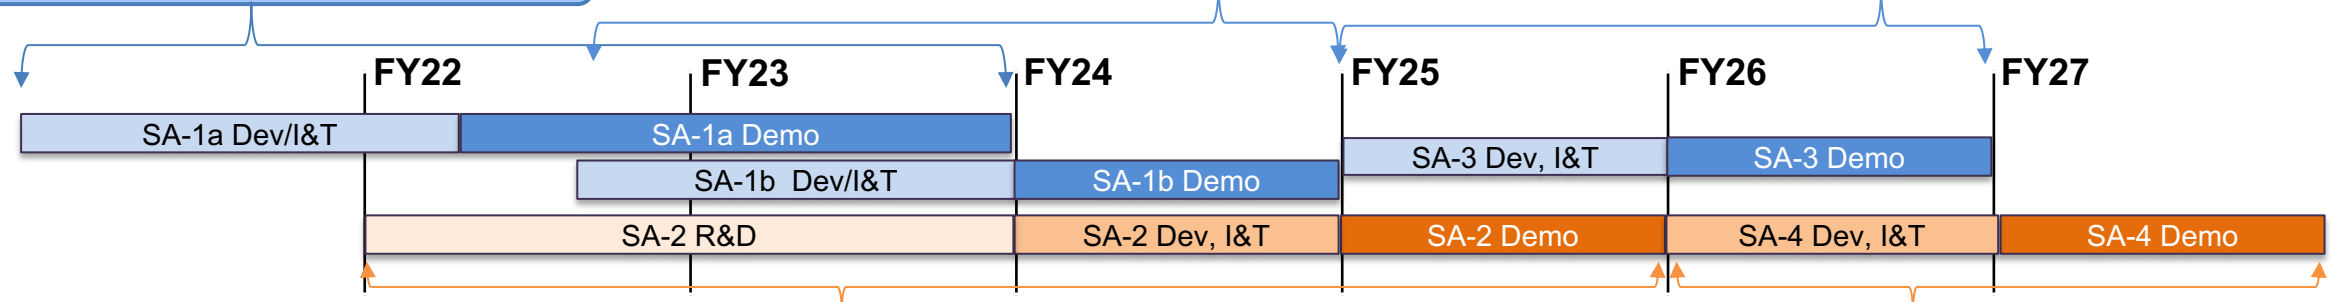 FY22
FY23
FY24
FY25
FY26
FY27
SA-1a Dev/I&T
SA-1a Demo
SA-3 Dev, I&T
SA-3 Demo
SA-1b  Dev/I&T
SA-1b Demo
SA-2 R&D
SA-2 Dev, I&T
SA-2 Demo
SA-4 Dev, I&T
SA-4 Demo